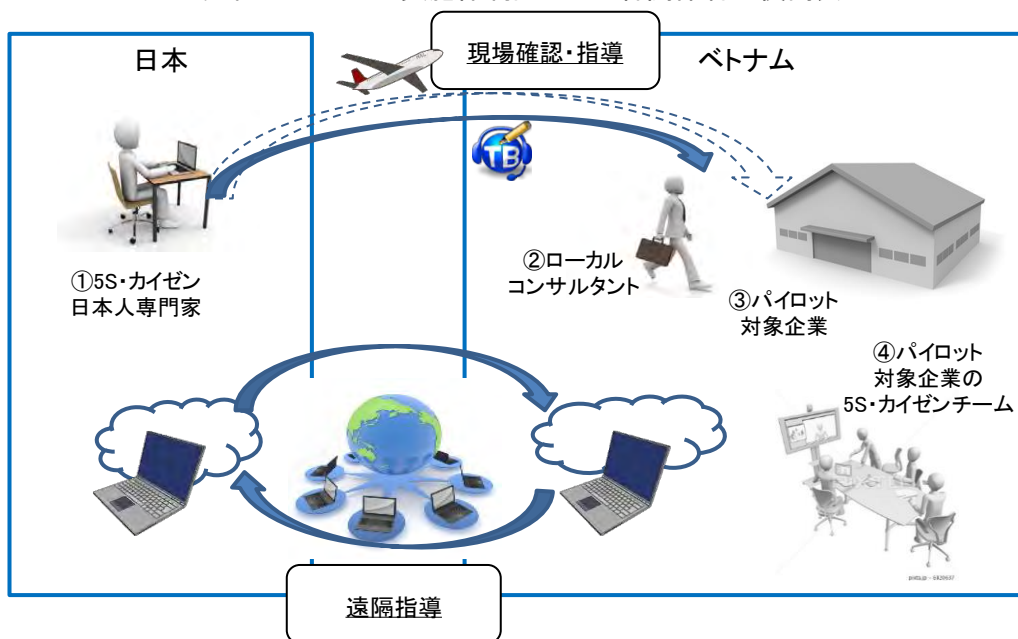 日本
現場確認・指導
ベトナム
TB
①5S・カイゼン
日本人専門家
②ローカル
コンサルタント
③パイロット
対象企業
④パイロット
対象企業の
5S・カイゼンチーム
遠隔指導